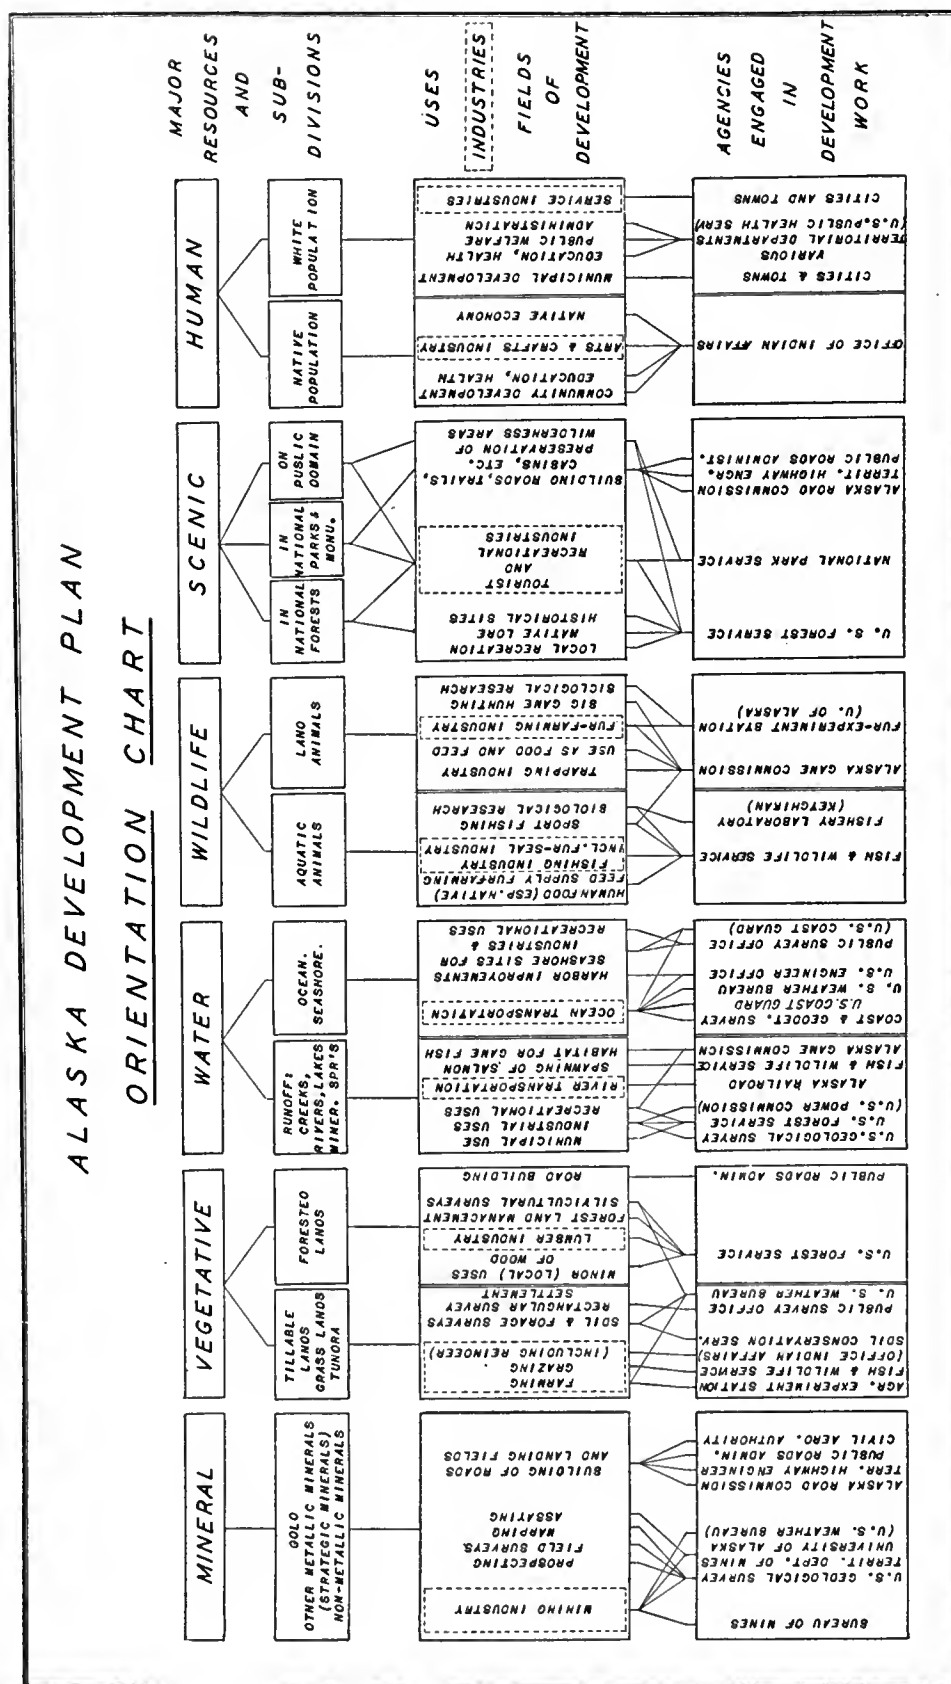 ALASKA DEVELOPMENT PLAN
ORIENTATION CHART
MINERAL
VEGETATIVE
WATER
WILDLIFE
SCENIC
HUMAN
MAJOR
RESOURCES
AND
SUB-
DIVISIONS
GOLD
OTHER METALLIC MINERALS
(STRATEGIC MINERALS)
NON-METALLIC MINERALS
TILLABLE
LANDS
GRASS LANDS
TUNDRA
FORESTED
LANDS
RUNOFF:
CREEKS,
RIVERS, LAKES
MINER. SPR'S
OCEAN.
SEASHORE.
AQUATIC
ANIMALS
LAND
ANIMALS
IN
NATIONAL
FORESTS
IN
NATIONAL
PARKS &
MONU.
ON
PUBLIC
DOMAIN
NATIVE
POPULATION
WHITE
POPULATION
USES
INDUSTRIES
FIELDS
OF
DEVELOPMENT
MINING INDUSTRY
PROSPECTING
FIELD SURVEYS,
MAPPING
ASSATING
BUILDING OF ROADS
AND LANDING FIELDS
FARMING
GRAZING
(INCLUDING REINDEER)
SOIL & FORAGE SURVEYS
RECTANGULAR SURVEY
SETTLEMENT
MINOR (LOCAL) USES
OF WOOD
LUMBER INDUSTRY
FOREST LAND MANAGEMENT
SILVICULTURAL SURVEYS
ROAD BUILDING
MUNICIPAL USE
INDUSTRIAL USES
RECREATIONAL USES
RIVER TRANSPORTATION
SPANNING OF SALMON
HABITAT FOR GAME FISH
OCEAN TRANSPORTATION
HARBOR IMPROVEMENTS
SEASHORE SITES FOR
INDUSTRIES &
RECREATIONAL USES
HUMAN FOOD (ESP. NATIVE)
FEED SUPPLY FURFARMING
FISHING INDUSTRY
INCL. FUR-SEAL INDUSTRY
SPORT FISHING
BIOLOGICAL RESEARCH
TRAPPING INDUSTRY
USE AS FOOD AND FEED
FUR-FARMING INDUSTRY
BIG GAME HUNTING
BIOLOGICAL RESEARCH
LOCAL RECREATION
NATIVE LORE
HISTORICAL SITES
TOURIST
AND
RECREATIONAL
INDUSTRIES
BUILDING ROADS, TRAILS,
CABINS, ETC.
PRESERVATION OF
WILDERNESS AREAS
COMMUNITY DEVELOPMENT
EDUCATION, HEALTH
ARTS & CRAFTS INDUSTRY
NATIVE ECONOMY
MUNICIPAL DEVELOPMENT
EDUCATION, HEALTH
PUBLIC WELFARE
ADMINISTRATION
SERVICE INDUSTRIES
AGENCIES
ENGAGED
IN
DEVELOPMENT
WORK
BUREAU OF MINES
U.S. GEOLOGICAL SURVEY
TERRIT. DEPT. OF MINES
UNIVERSITY OF ALASKA
(U.S. WEATHER BUREAU)
ALASKA ROAD COMMISSION
TERR. HIGHWAY ENGINEER
PUBLIC ROADS ADMIN.
CIVIL AERO. AUTHORITY
AGR. EXPERIMENT STATION
FISH & WILDLIFE SERVICE
(OFFICE INDIAN AFFAIRS)
SOIL CONSERVATION SERV.
PUBLIC SURVEY OFFICE
U. S. WEATHER BUREAU
U.S. FOREST SERVICE
PUBLIC ROADS ADMIN.
U.S. GEOLOGICAL SURVEY
U.S. FOREST SERVICE
(U.S. POWER COMMISSION)
ALASKA RAILROAD
FISH & WILDLIFE SERVICE
ALASKA GAME COMMISSION
COAST & GEODET. SURVEY
U.S. COAST GUARD
U. S. WEATHER BUREAU
U.S. ENGINEER OFFICE
PUBLIC SURVEY OFFICE
(U.S. COAST GUARD)
FISH & WILDLIFE SERVICE
FISHERY LABORATORY
(KETCHIKAN)
ALASKA GAME COMMISSION
FUR-EXPERIMENT STATION
(U. OF ALASKA)
U. S. FOREST SERVICE
NATIONAL PARK SERVICE
ALASKA ROAD COMMISSION
TERRIT. HIGHWAY ENGR.
PUBLIC ROADS ADMINIST.
OFFICE OF INDIAN AFFAIRS
CITIES & TOWNS
VARIOUS
TERRITORIAL DEPARTMENTS
(U.S. PUBLIC HEALTH SERV)
CITIES AND TOWNS